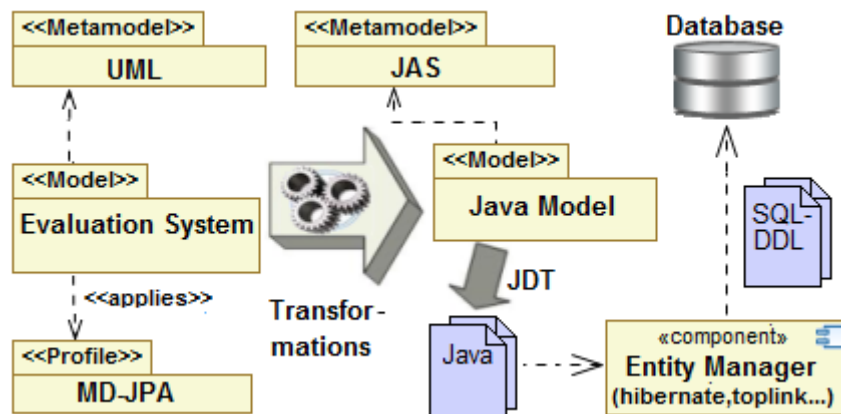 <<Metamodel>>
UML
<<Metamodel>>
JAS
Database
<<Model>>
Evaluation System
<<Model>>
Java Model
SQL-
DDL
<<applies>>
Transfor-
mations
JDT
<<Profile>>
MD-JPA
Java
«component»
Entity Manager
(hibernate,toplink...)